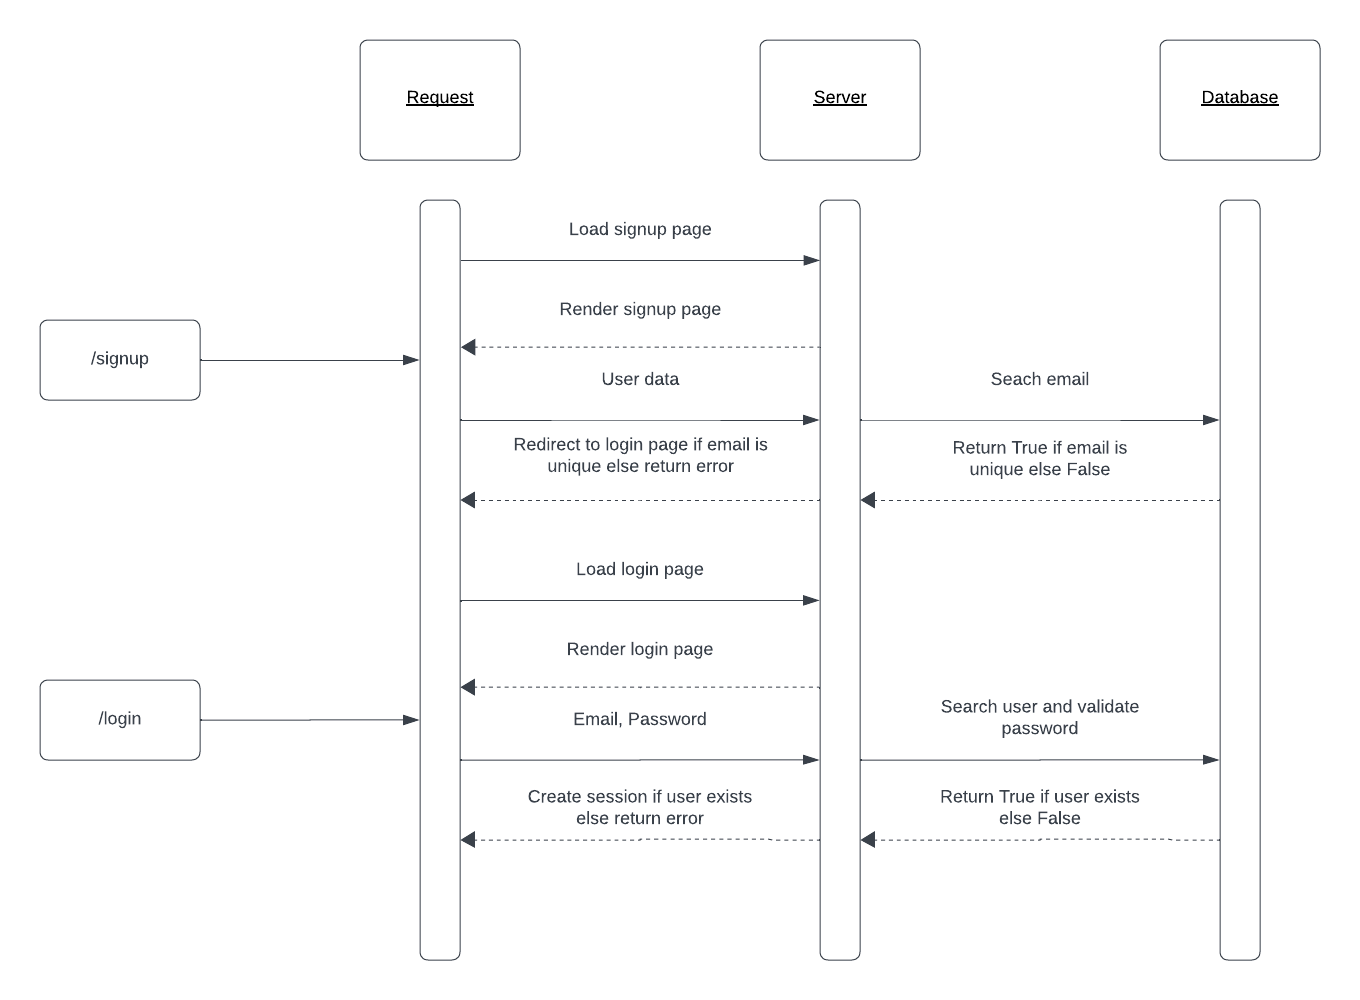 Request
Server
Database
Load signup page
Render signup page
/signup
User data
Seach email
Redirect to login page if email is
unique else return error
Return True if email is
unique else False
Load login page
Render login page
/login
Email, Password
Search user and validate
password
Create session if user exists
else return error
Return True if user exists
else False